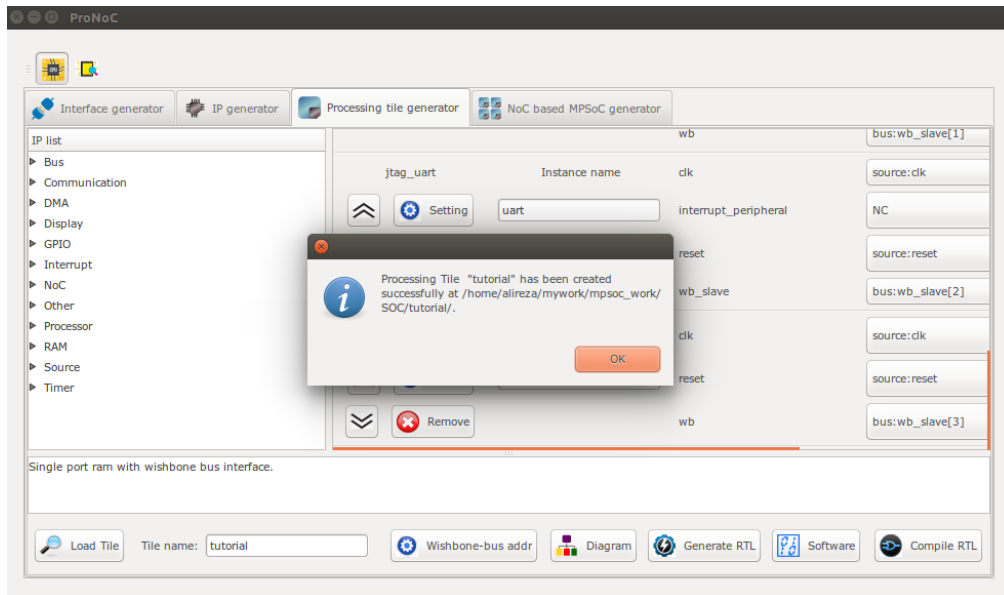 ProNoC
Interface generator
IP generator
Processing tile generator
NoC based MPSoC generator
IP list
Bus
Communication
DMA
Display
GPIO
Interrupt
NoC
Other
Processor
RAM
Source
Timer
wb
bus:wb_slave[1]
jtag_uart
Instance name
clk
source:clk
Setting
uart
interrupt_peripheral
NC
reset
source:reset
wb_slave
bus:wb_slave[2]
Processing Tile "tutorial" has been created
successfully at /home/alireza/mywork/mpsoc_work/
SOC/tutorial/.
OK
clk
source:clk
reset
source:reset
Remove
wb
bus:wb_slave[3]
Single port ram with wishbone bus interface.
Load Tile
Tile name:
tutorial
Wishbone-bus addr
Diagram
Generate RTL
Software
Compile RTL